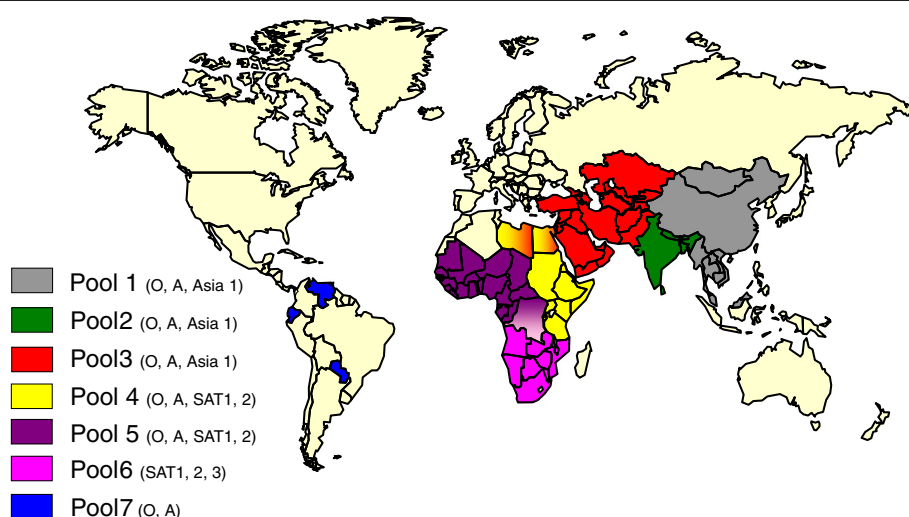 Pool 1 (O, A, Asia 1)
Pool2 (O, A, Asia 1)
Pool3 (O, A, Asia 1)
Pool 4 (O, A, SAT1, 2)
Pool 5 (O, A, SAT1, 2)
Pool6 (SAT1, 2, 3)
Pool7 (O, A)